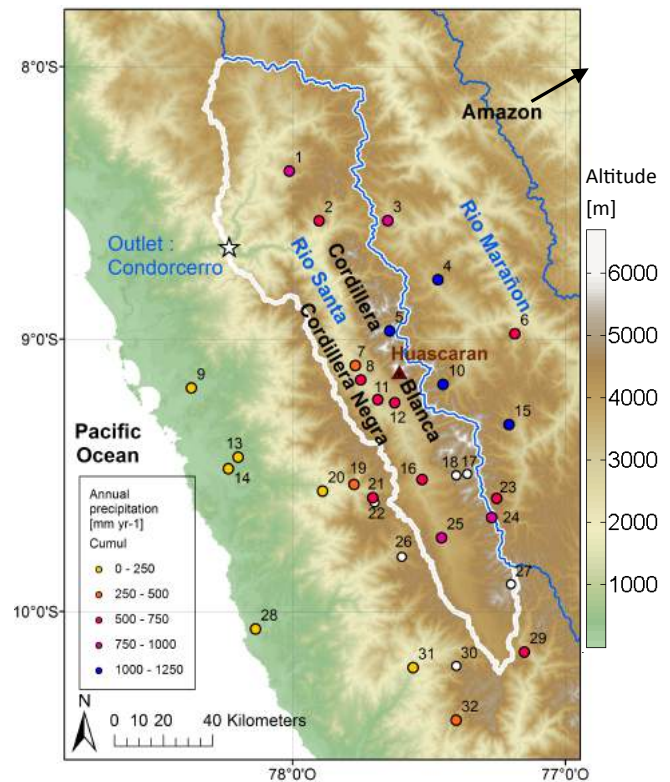 8°0'S
9°0'S
10°0'S
78°0'W
77°0'W
Amazon
Altitude
[m]
6000
5000
4000
3000
2000
1000
Outlet :
Condorcerro
Rio Santa
Cordillera
Blanca
Cordillera Negra
Rio Marañon
Huascaran
Pacific
Ocean
1
2
3
4
5
6
7
8
9
10
11
12
13
14
15
16
17
18
19
20
21
22
23
24
25
26
27
28
29
30
31
32
Annual
precipitation
[mm yr-1]
Cumul
0 - 250
250 - 500
500 - 750
750 - 1000
1000 - 1250
N
0 10 20 40 Kilometers